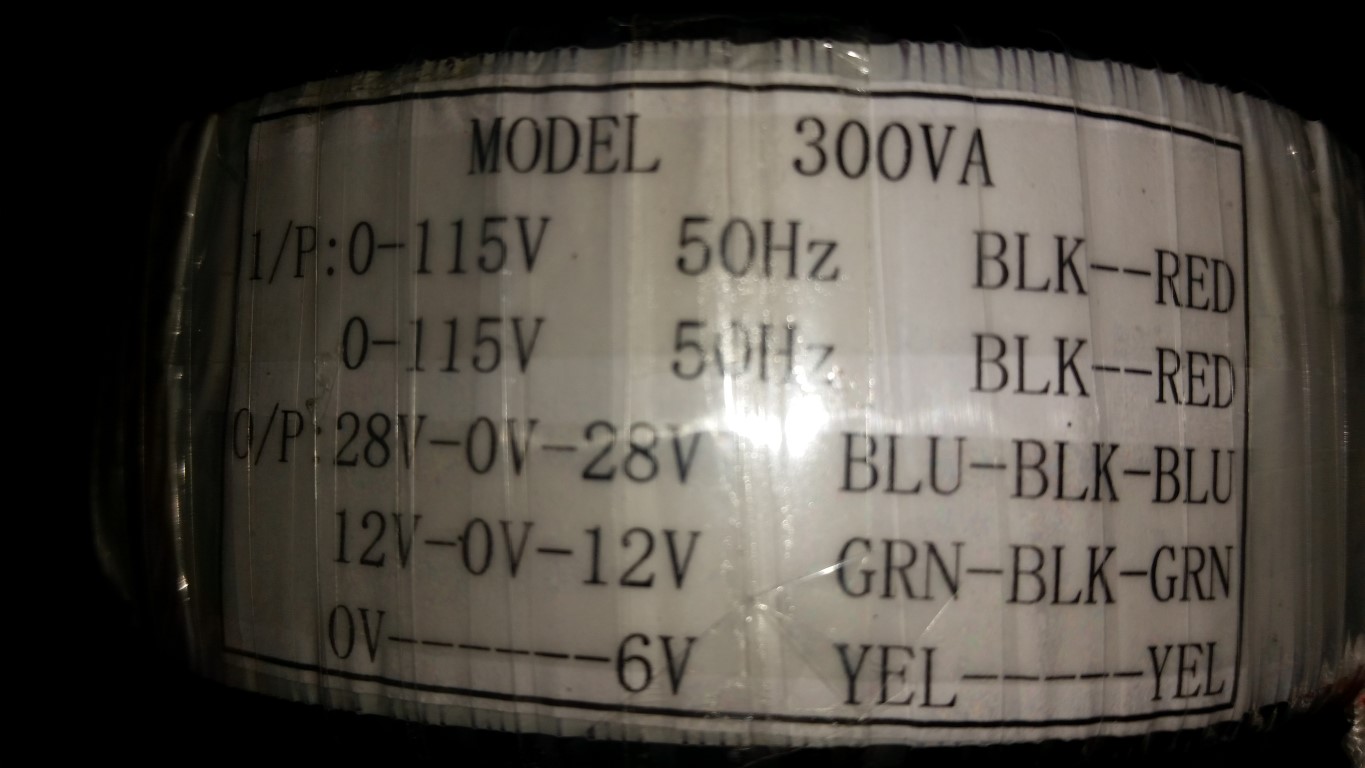 MODEL 300VA
I/P:0-115V 50Hz BLK--RED
0-115V 50Hz BLK--RED
O/P:28V-0V-28V BLU-BLK-BLU
12V-0V-12V GRN-BLK-GRN
0V------6V YEL-----YEL